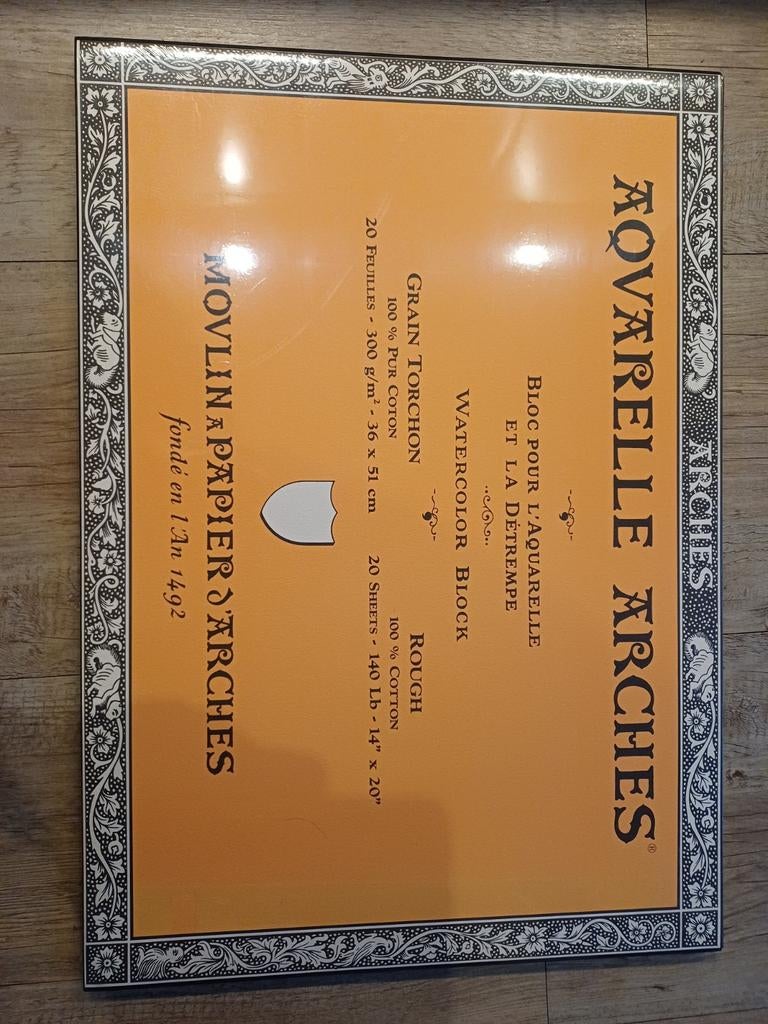 ARCHES
AQVARELLE ARCHES®
BLOC POUR L'AQUARELLE
ET LA DÉTREMPE
WATERCOLOR BLOCK
GRAIN TORCHON
100 % PUR COTON
20 FEUILLES - 300 g/m² - 36 x 51 cm
ROUGH
100 % COTTON
20 SHEETS - 140 Lb - 14" x 20"
MOVLIN A PAPIER D'ARCHES
fondé en l'An 1492